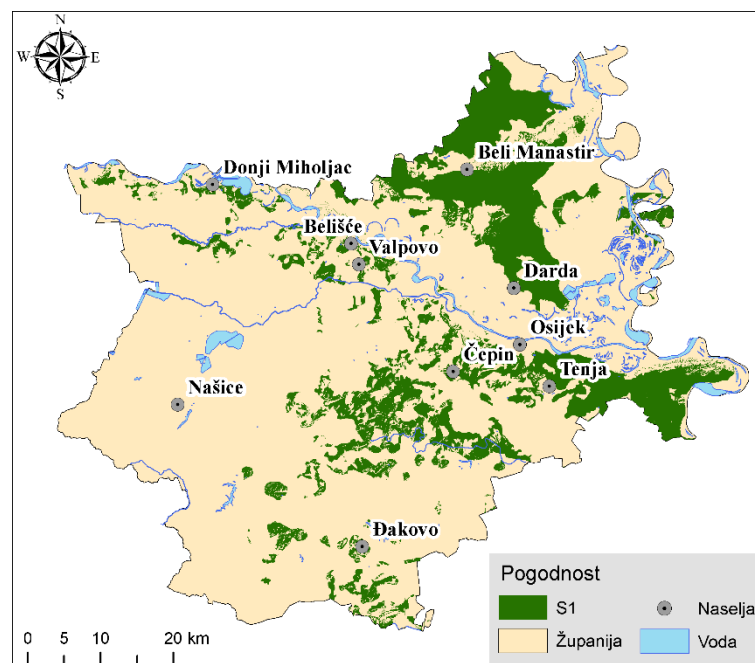 N
W E
S
Donji Miholjac
Beli Manastir
Belišće
Valpovo
Darda
Osijek
Čepin
Tenja
Našice
Đakovo
Pogodnost
S1 Naselja
Županija Voda
0 5 10 20 km